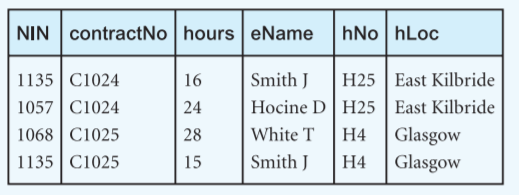 NIN contractNo hours eName hNo hLoc
1135 C1024 16 Smith J H25 East Kilbride
1057 C1024 24 Hocine D H25 East Kilbride
1068 C1025 28 White T H4 Glasgow
1135 C1025 15 Smith J H4 Glasgow